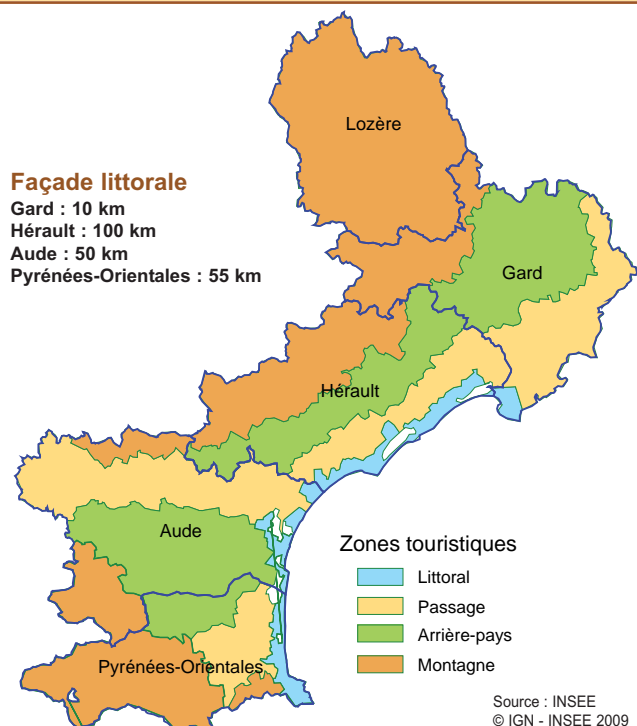 Lozère
Façade littorale
Gard : 10 km
Hérault : 100 km
Aude : 50 km
Pyrénées-Orientales : 55 km
Gard
Hérault
Aude
Pyrénées-Orientales
Zones touristiques
Littoral
Passage
Arrière-pays
Montagne
Source : INSEE
© IGN - INSEE 2009